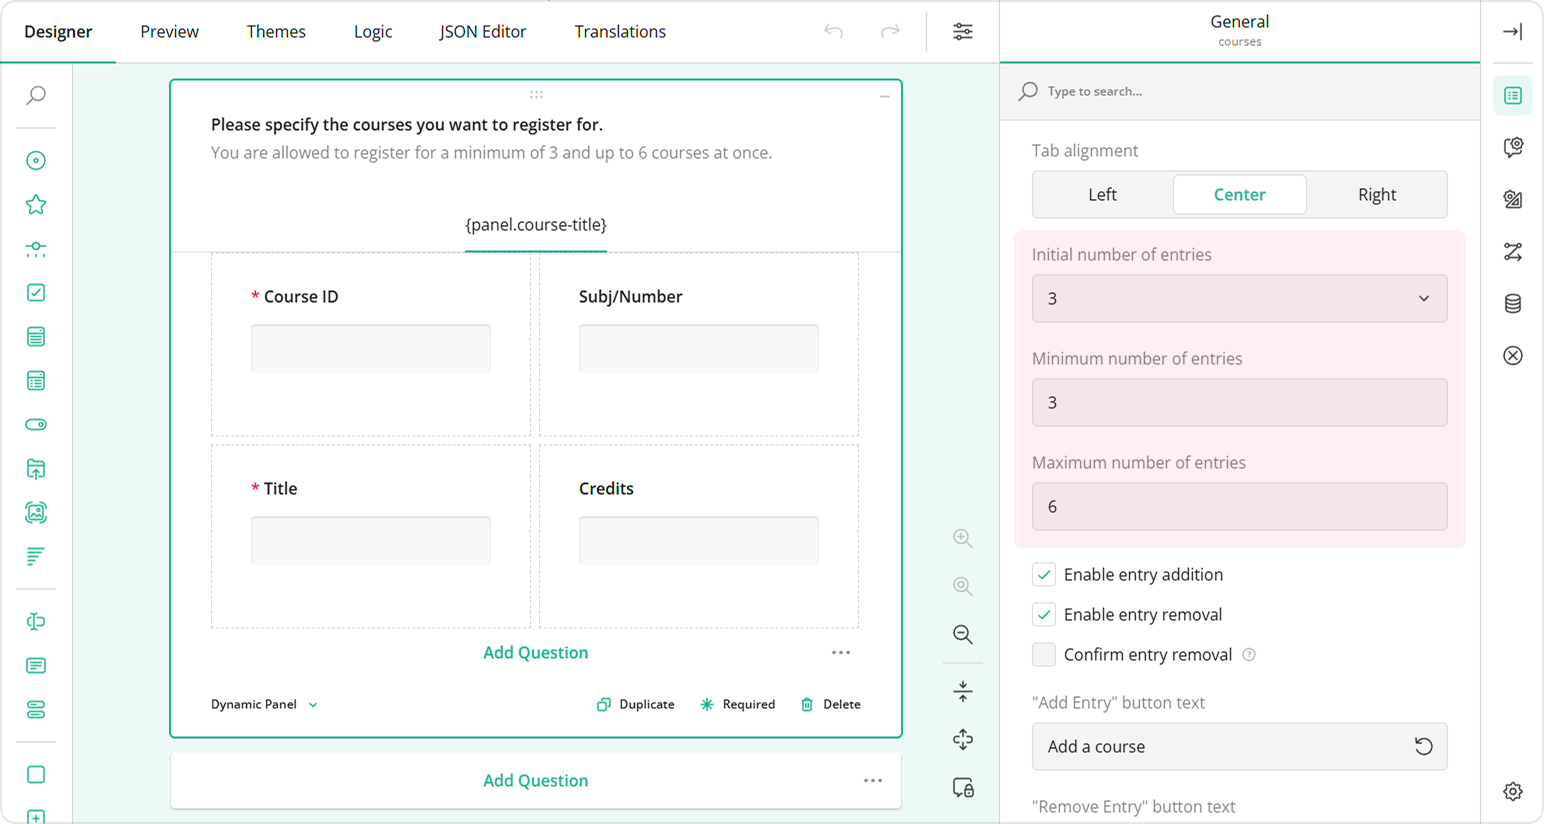 Designer Preview Themes Logic JSON Editor Translations
General
courses
Type to search...
Please specify the courses you want to register for.
You are allowed to register for a minimum of 3 and up to 6 courses at once.
{panel.course-title}
* Course ID
Subj/Number
* Title
Credits
Add Question
Dynamic Panel
Duplicate
Required
Delete
Add Question
Tab alignment
Left Center Right
Initial number of entries
3
Minimum number of entries
3
Maximum number of entries
6
Enable entry addition
Enable entry removal
Confirm entry removal ?
"Add Entry" button text
Add a course
"Remove Entry" button text